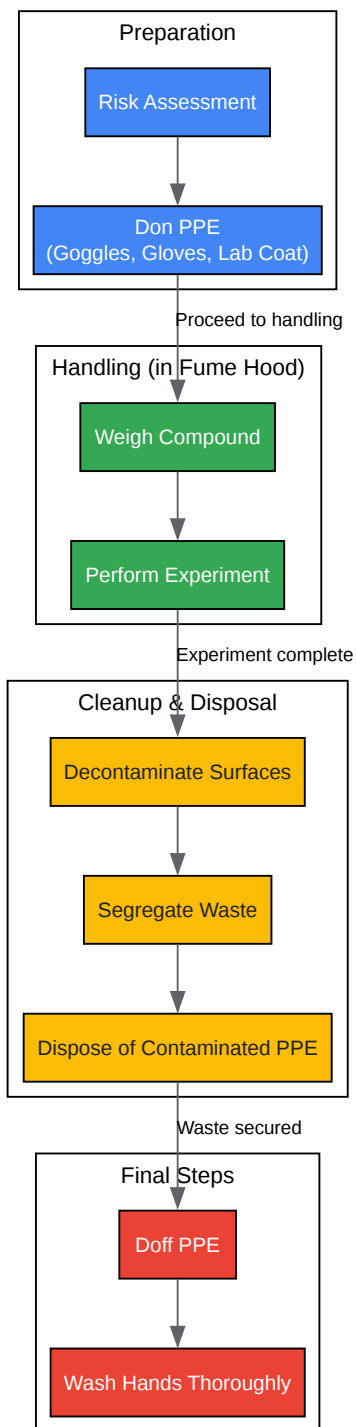 Preparation
Risk Assessment
Don PPE
(Goggles, Gloves, Lab Coat)
Proceed to handling
Handling (in Fume Hood)
Weigh Compound
Perform Experiment
Experiment complete
Cleanup & Disposal
Decontaminate Surfaces
Segregate Waste
Dispose of Contaminated PPE
Waste secured
Final Steps
Doff PPE
Wash Hands Thoroughly